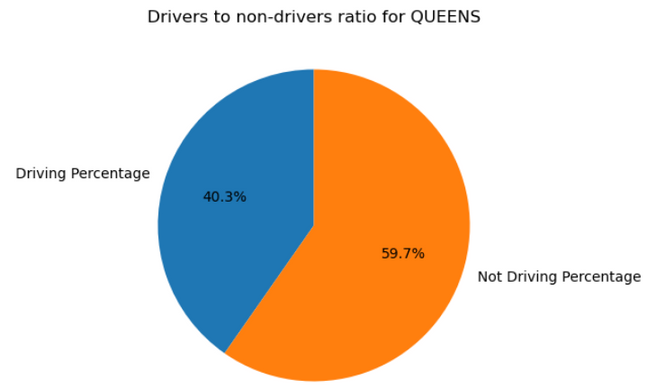 Drivers to non-drivers ratio for QUEENS
Driving Percentage
40.3%
59.7%
Not Driving Percentage